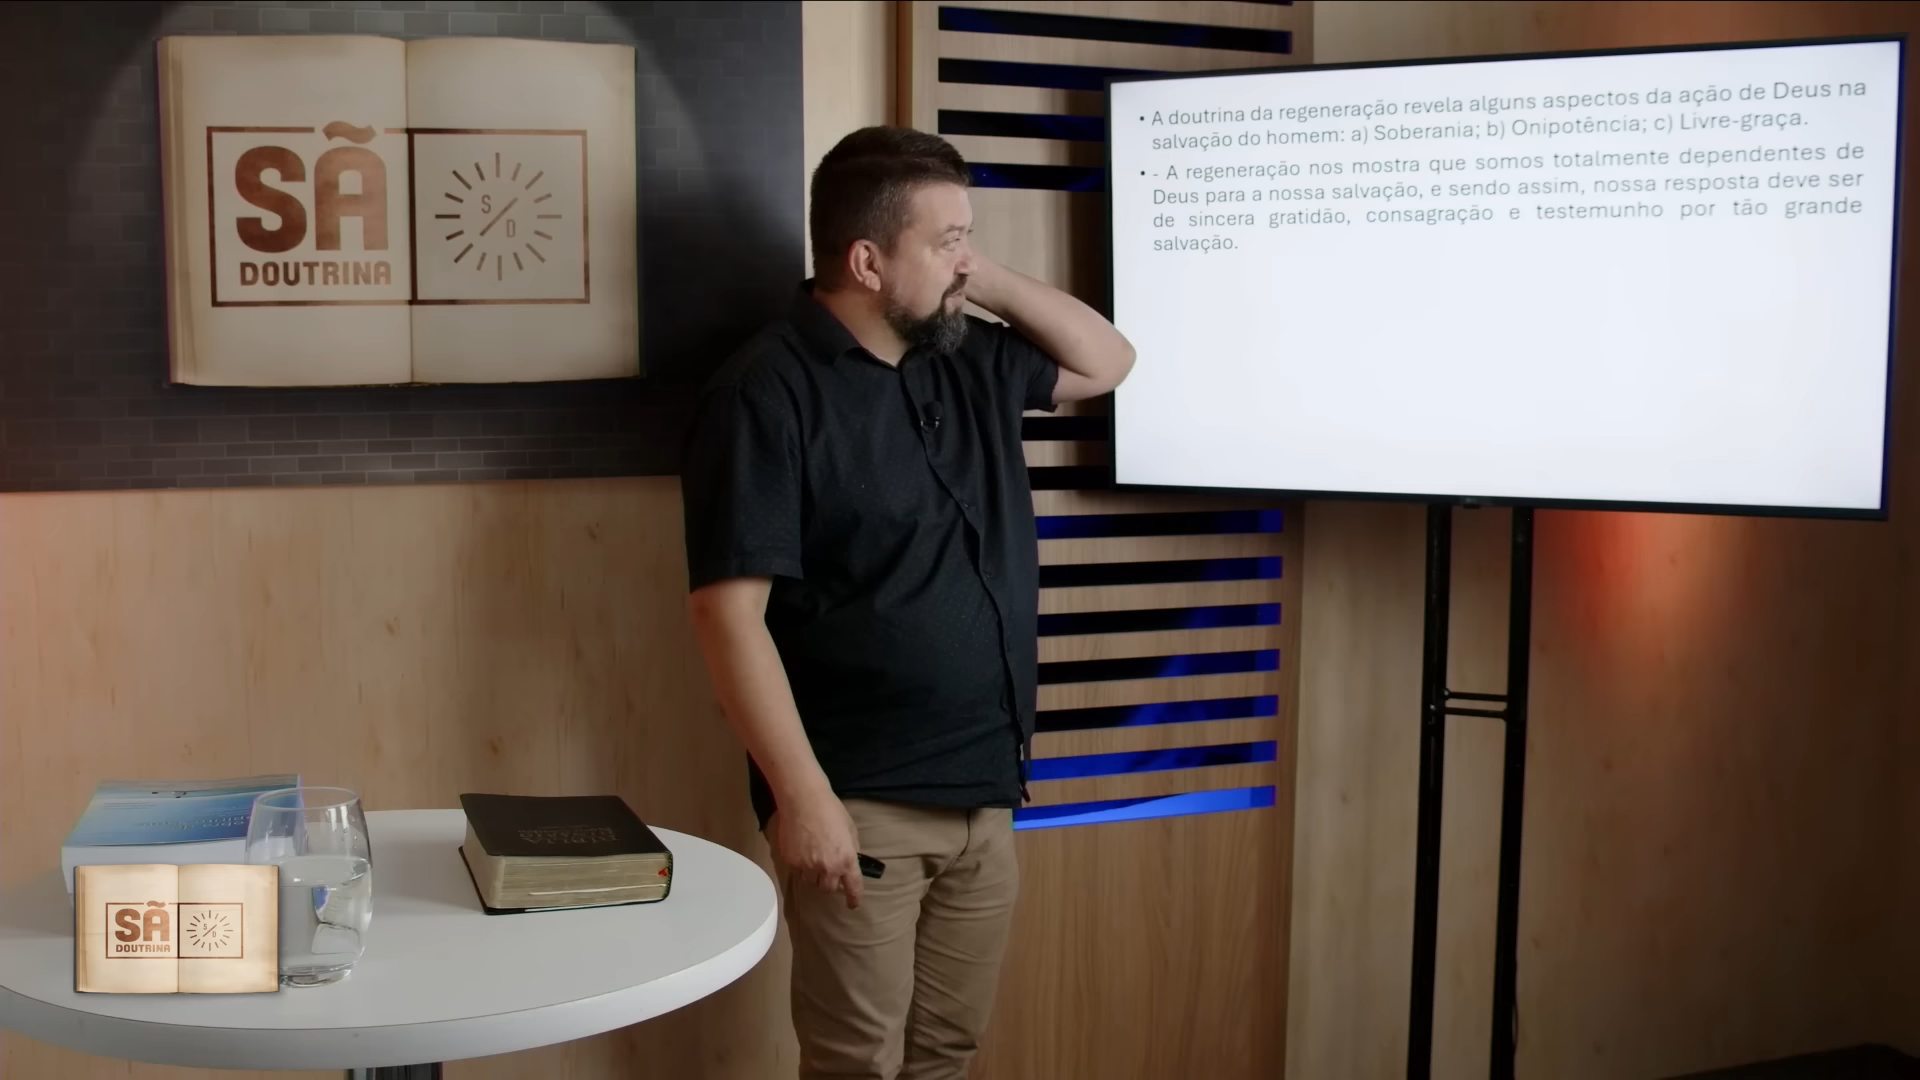 SÃ
DOUTRINA
S
D
• A doutrina da regeneração revela alguns aspectos da ação de Deus na
salvação do homem: a) Soberania; b) Onipotência; c) Livre-graça.
• - A regeneração nos mostra que somos totalmente dependentes de
Deus para a nossa salvação, e sendo assim, nossa resposta deve ser
de sincera gratidão, consagração e testemunho por tão grande
salvação.
SÃ
DOUTRINA
S
D